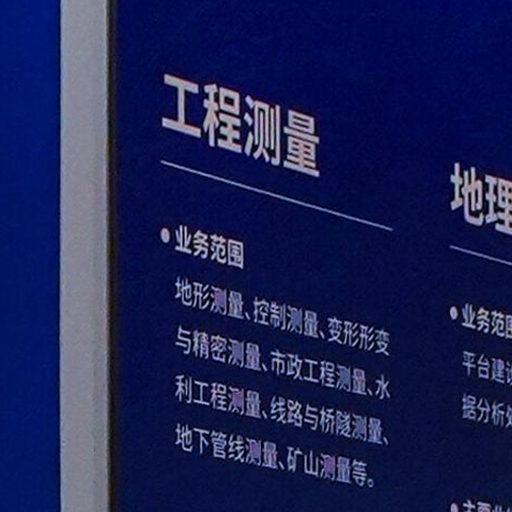 工程测量
●业务范围
地形测量、控制测量、变形形变
与精密测量、市政工程测量、水
利工程测量、线路与桥隧测量、
地下管线测量、矿山测量等。
地理
●业务范围
平台建设
据分析处